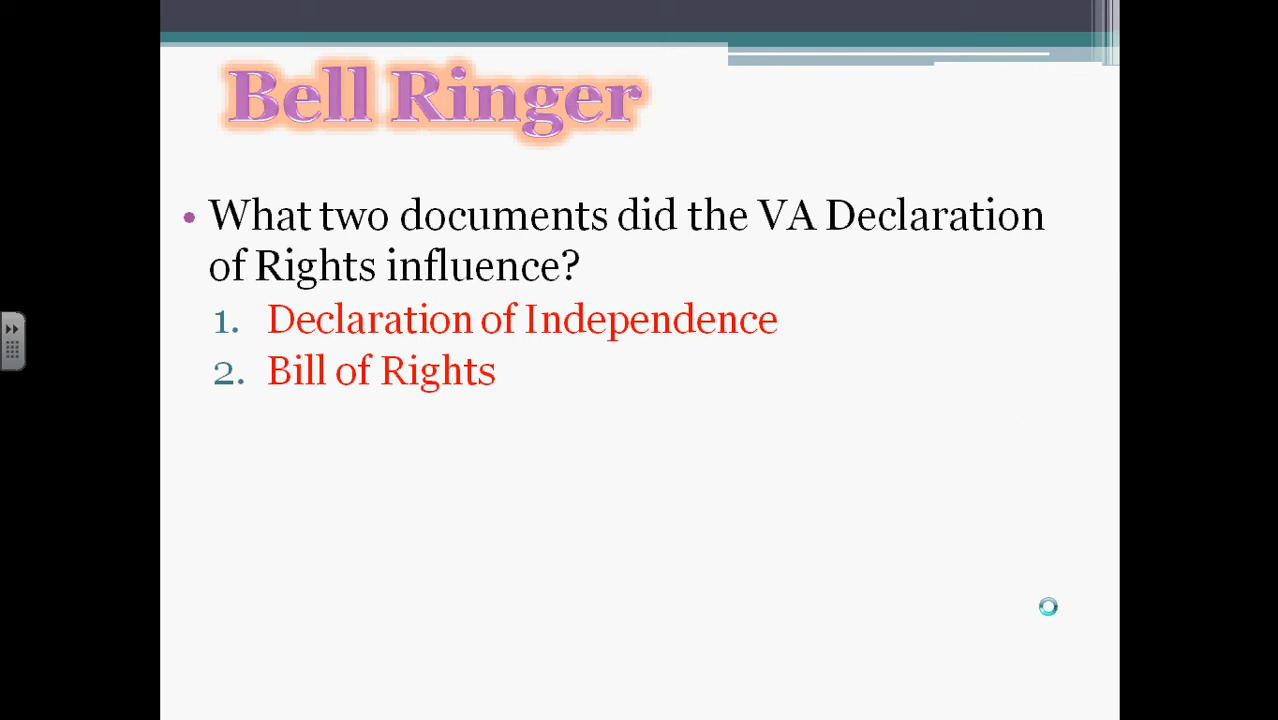 Bell Ringer
• What two documents did the VA Declaration
of Rights influence?
1. Declaration of Independence
2. Bill of Rights